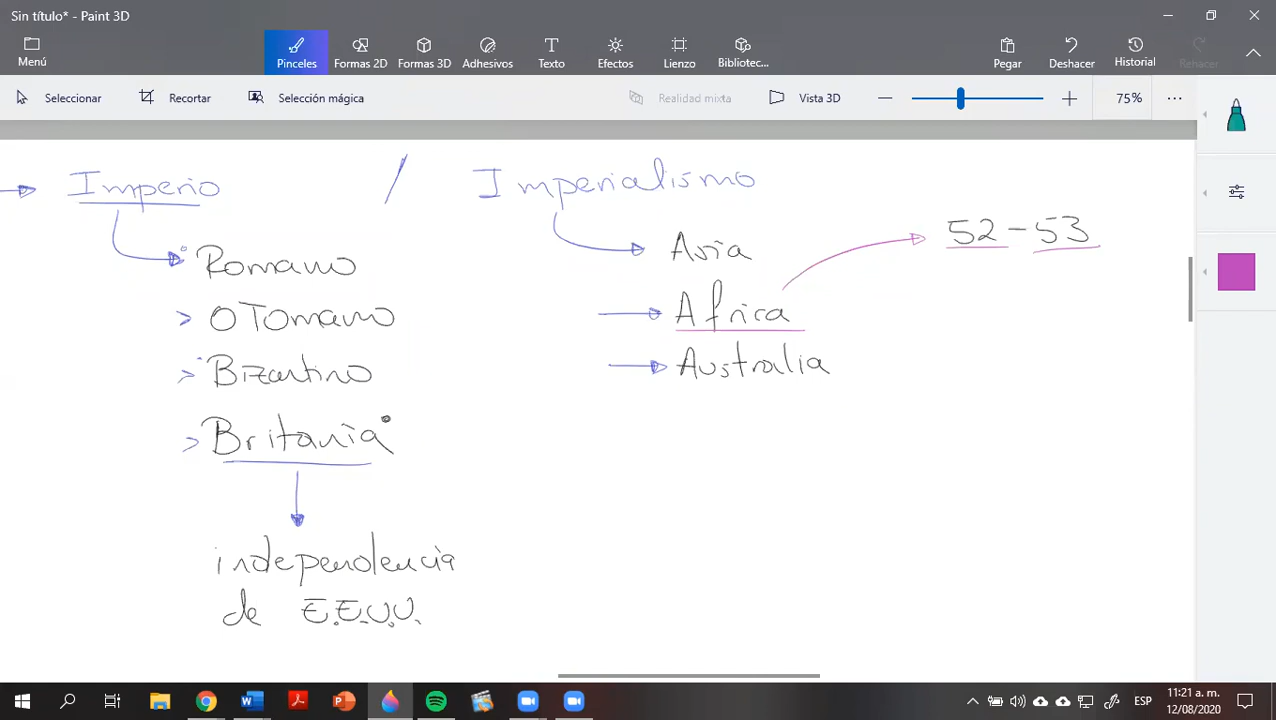 Sin título* - Paint 3D
Menú
Pinceles
Formas 2D
Formas 3D
Adhesivos
Texto
Efectos
Lienzo
Bibliotec...
Pegar
Deshacer
Historial
Rehacer
Seleccionar
Recortar
Selección mágica
Realidad mixta
Vista 3D
75%
Imperio / Imperialismo
Romano
OTomano
Bizantino
Britania
independencia
de E.E.U.U.
Asia
Africa
Australia
52-53
ESP
11:21 a. m.
12/08/2020